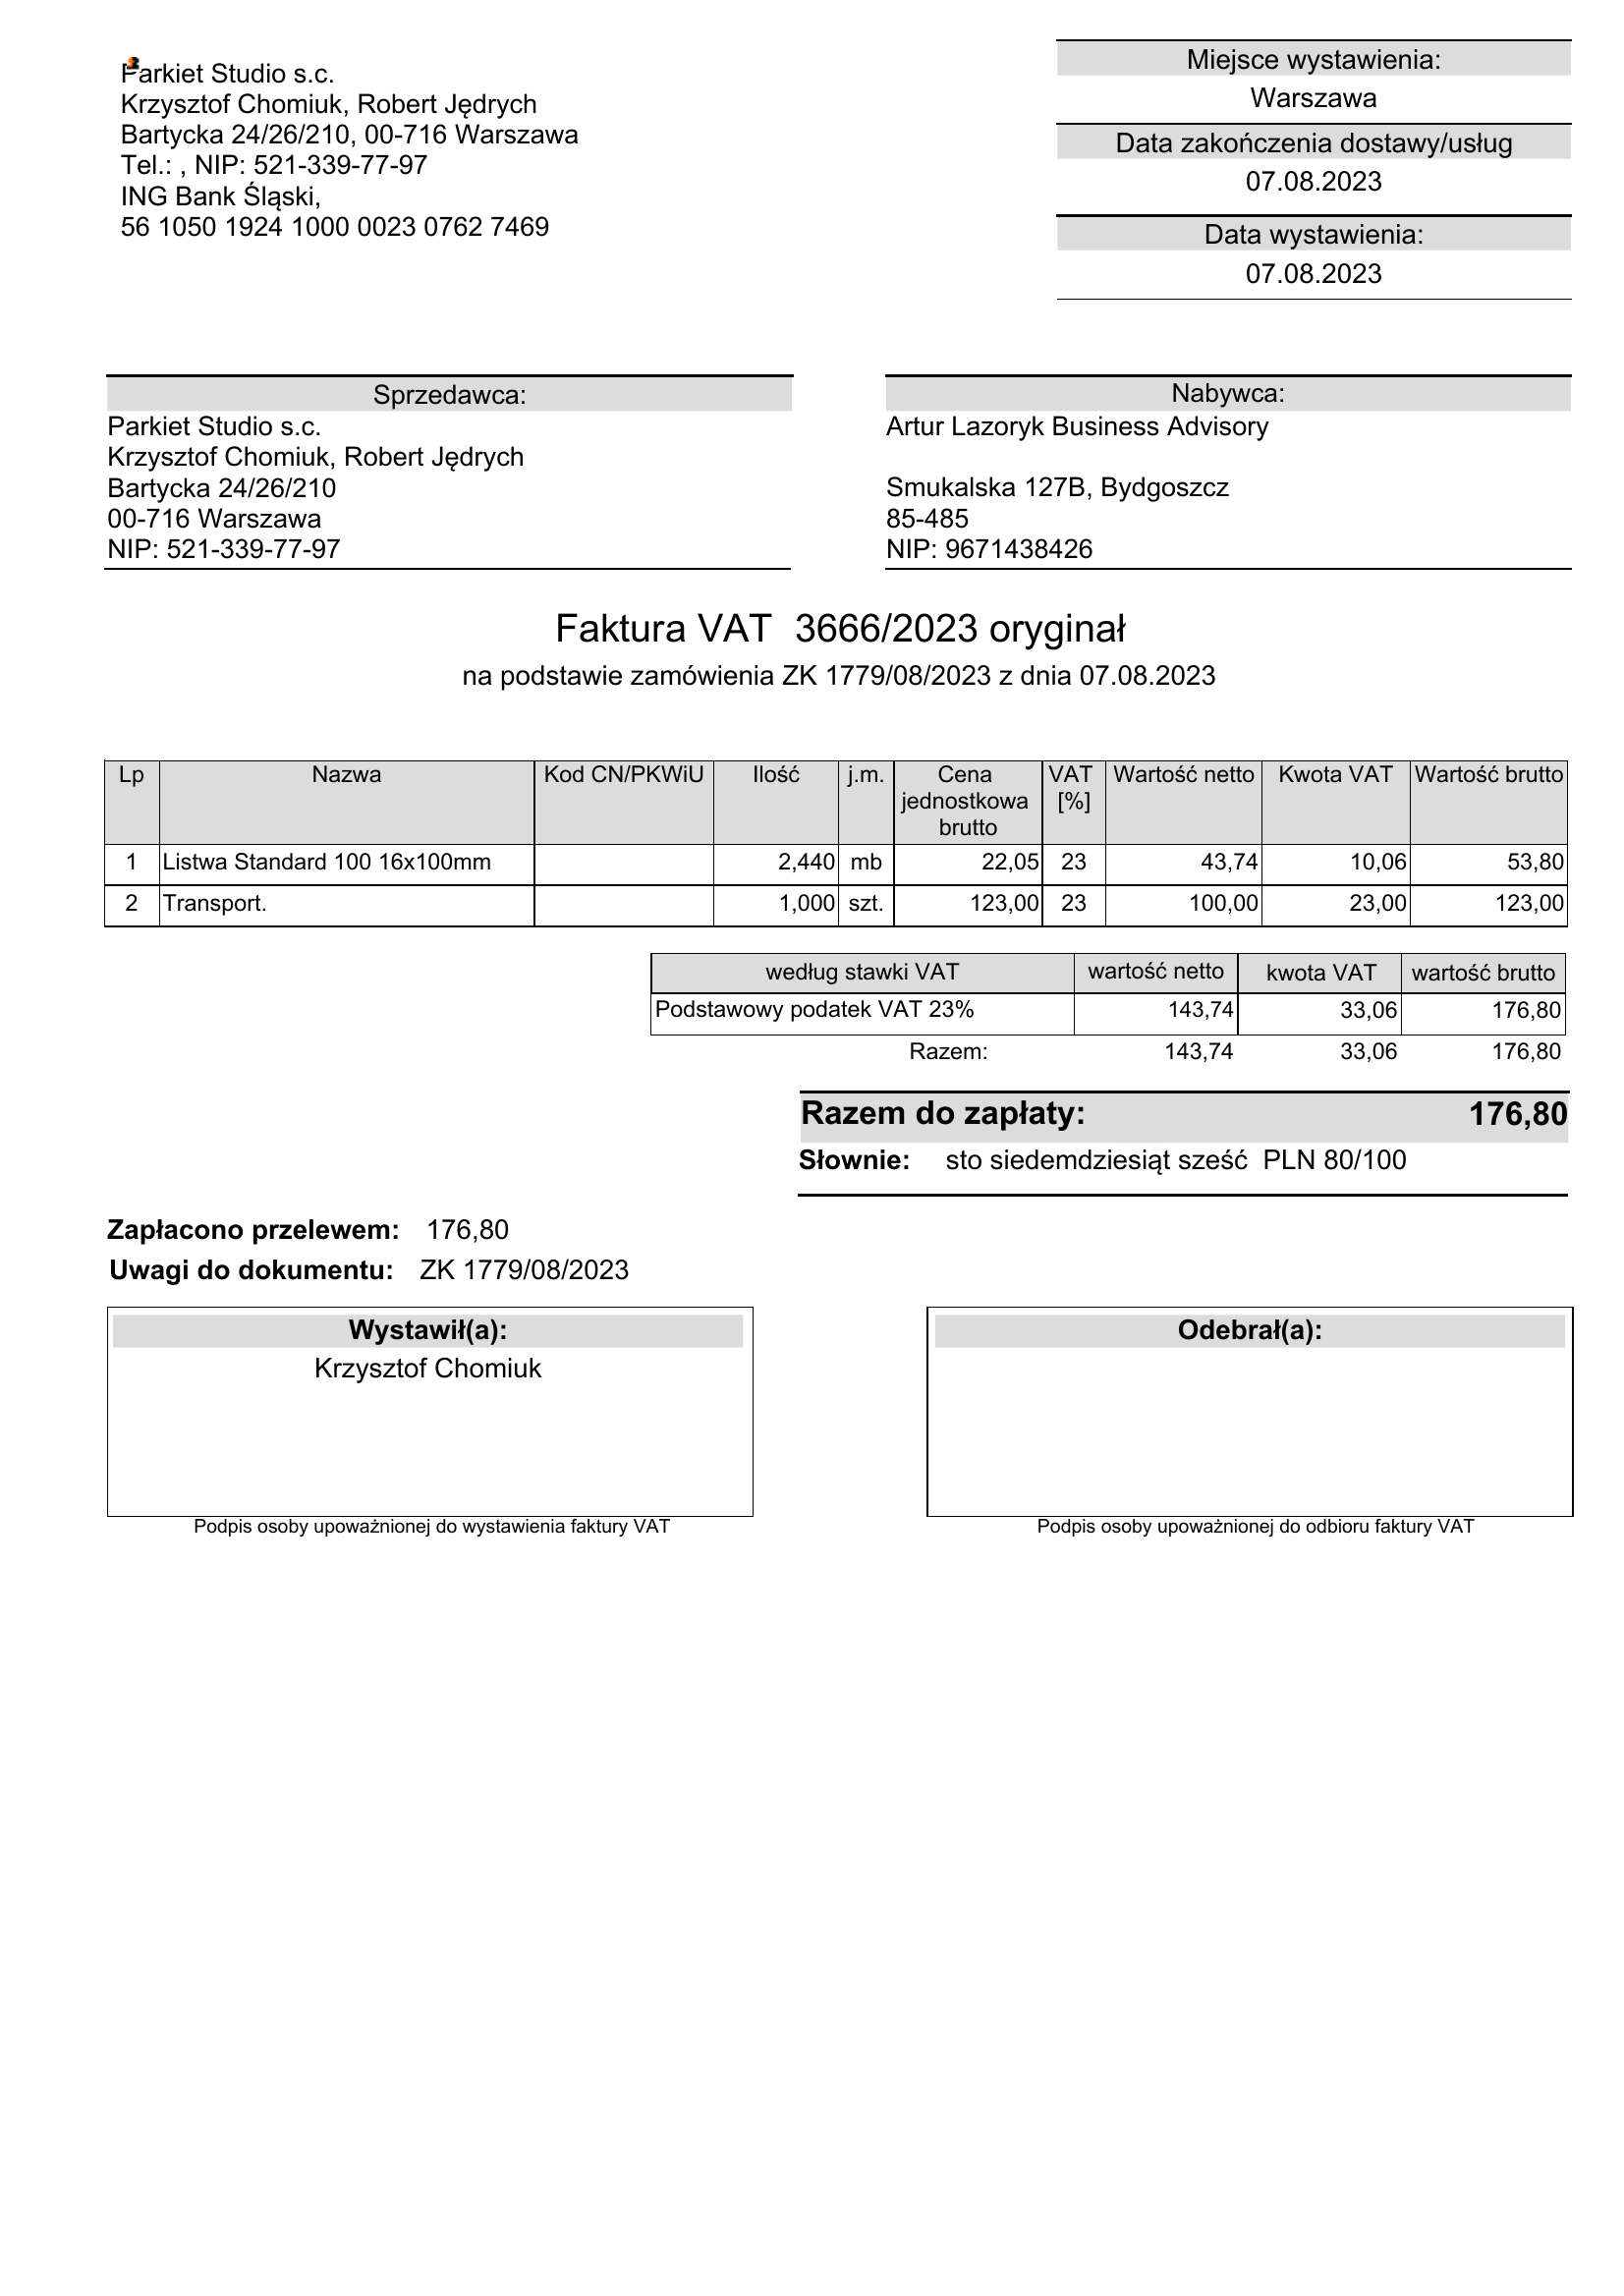 Parkiet Studio s.c.
Krzysztof Chomiuk, Robert Jędrych
Bartycka 24/26/210, 00-716 Warszawa
Tel.: , NIP: 521-339-77-97
ING Bank Śląski,
56 1050 1924 1000 0023 0762 7469
Miejsce wystawienia:
Warszawa
Data zakończenia dostawy/usług
07.08.2023
Data wystawienia:
07.08.2023
Sprzedawca:
Parkiet Studio s.c.
Krzysztof Chomiuk, Robert Jędrych
Bartycka 24/26/210
00-716 Warszawa
NIP: 521-339-77-97
Nabywca:
Artur Lazoryk Business Advisory
Smukalska 127B, Bydgoszcz
85-485
NIP: 9671438426
Faktura VAT 3666/2023 oryginał
na podstawie zamówienia ZK 1779/08/2023 z dnia 07.08.2023
Lp Nazwa Kod CN/PKWiU Ilość j.m. Cena jednostkowa brutto VAT [%] Wartość netto Kwota VAT Wartość brutto
1 Listwa Standard 100 16x100mm 2,440 mb 22,05 23 43,74 10,06 53,80
2 Transport. 1,000 szt. 123,00 23 100,00 23,00 123,00
według stawki VAT wartość netto kwota VAT wartość brutto
Podstawowy podatek VAT 23% 143,74 33,06 176,80
Razem: 143,74 33,06 176,80
Razem do zapłaty: 176,80
Słownie: sto siedemdziesiąt sześć PLN 80/100
Zapłacono przelewem: 176,80
Uwagi do dokumentu: ZK 1779/08/2023
Wystawił(a):
Krzysztof Chomiuk
Podpis osoby upoważnionej do wystawienia faktury VAT
Odebrał(a):
Podpis osoby upoważnionej do odbioru faktury VAT